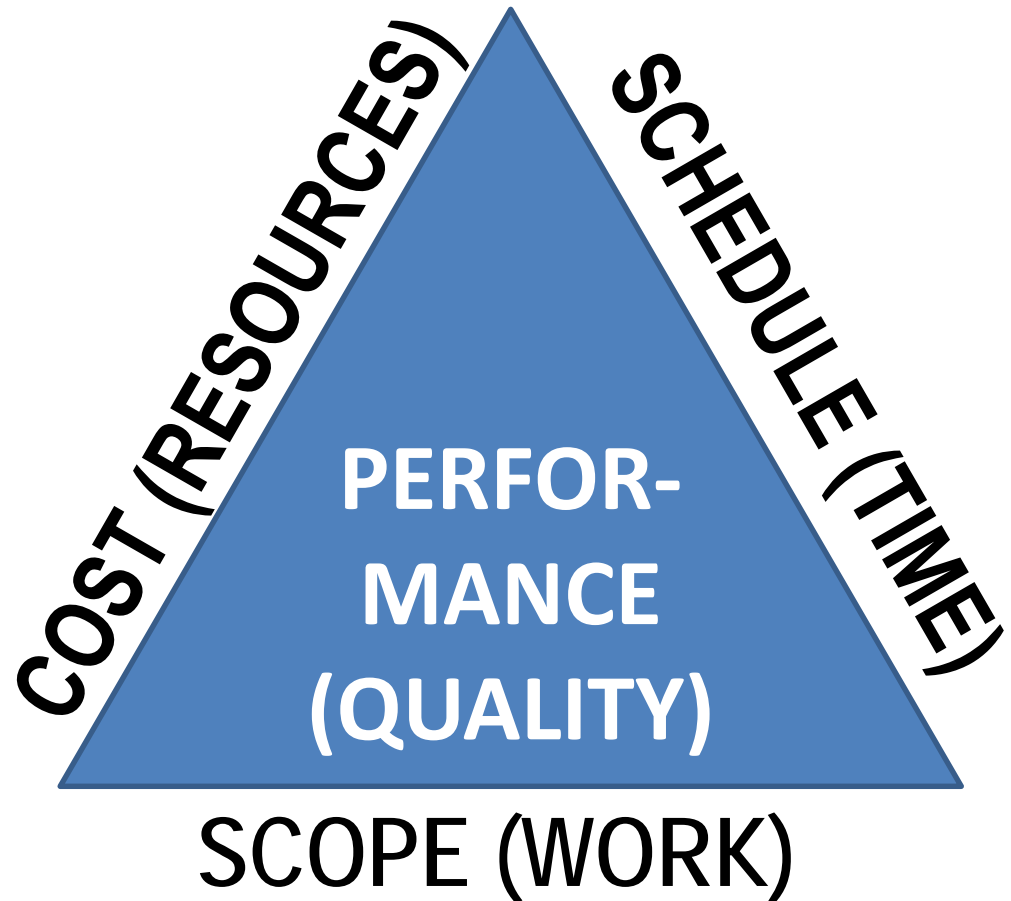 COST (RESOURCES)
SCHEDULE (TIME)
PERFOR-
MANCE
(QUALITY)
SCOPE (WORK)